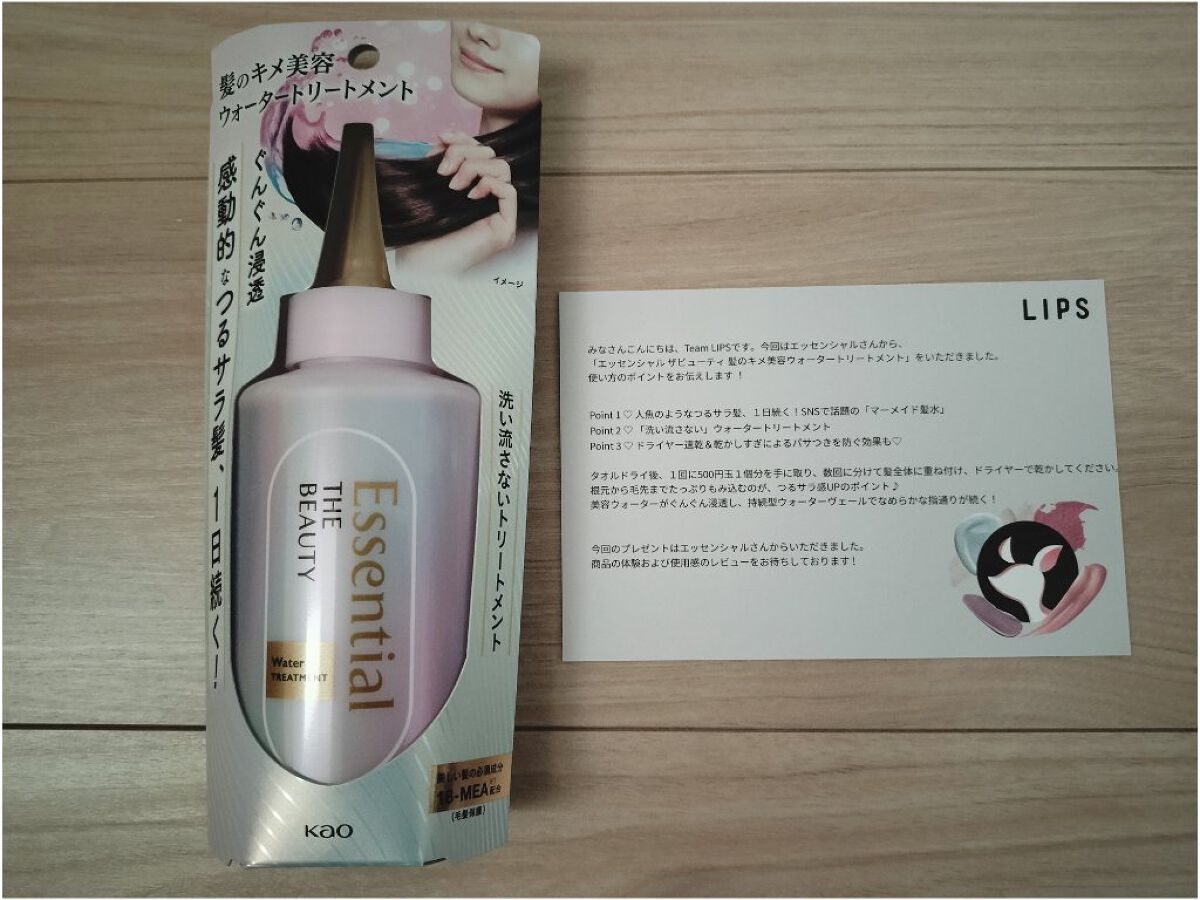 髪のキメ美容
ウォータートリートメント
ぐんぐん浸透
感動的なつるサラ髪、1日続く!
イメージ
洗い流さないトリートメント
Essential
THE
BEAUTY
Water
TREATMENT
美しい髪の必須成分
18-MEA
配合
(毛髪保護)
Kao
LIPS
みなさんこんにちは、Team LIPSです。今回はエッセンシャルさんから、
「エッセンシャル ザビューティ 髪のキメ美容ウォータートリートメント」をいただきました。
使い方のポイントをお伝えします!
Point 1 ♡ 人魚のようなつるサラ髪、1日続く!SNSで話題の「マーメイド髪水」
Point 2 ♡ 「洗い流さない」ウォータートリートメント
Point 3 ♡ ドライヤー速乾&乾かしすぎによるパサつきを防ぐ効果も♡
タオルドライ後、1回に500円玉1個分を手に取り、数回に分けて髪全体に重ね付け、ドライヤーで乾かしてください。
根元から毛先までたっぷりもみ込むのが、つるサラ感UPのポイント♪
美容ウォーターがぐんぐん浸透し、持続型ウォーターヴェールでなめらかな指通りが続く!
今回のプレゼントはエッセンシャルさんからいただきました。
商品の体験および使用感のレビューをお待ちしております!